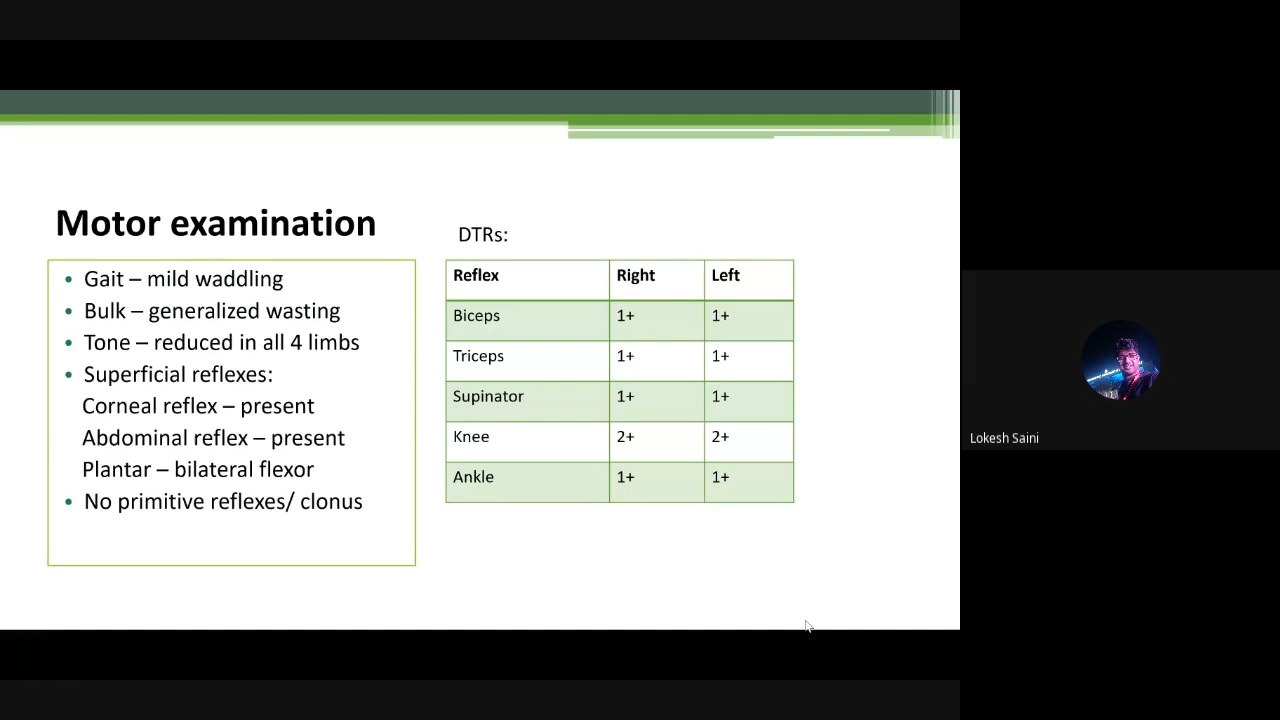 Motor examination
• Gait – mild waddling
• Bulk – generalized wasting
• Tone – reduced in all 4 limbs
• Superficial reflexes:
Corneal reflex – present
Abdominal reflex – present
Plantar – bilateral flexor
• No primitive reflexes/ clonus
DTRs:
Reflex Right Left
Biceps 1+ 1+
Triceps 1+ 1+
Supinator 1+ 1+
Knee 2+ 2+
Ankle 1+ 1+
Lokesh Saini